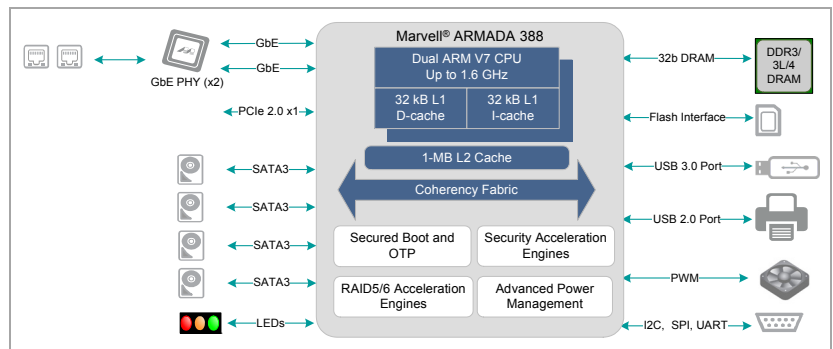 Marvell® ARMADA 388
Dual ARM V7 CPU
Up to 1.6 GHz
32 kB L1
D-cache
32 kB L1
I-cache
1-MB L2 Cache
Coherency Fabric
Secured Boot and
OTP
Security Acceleration
Engines
RAID5/6 Acceleration
Engines
Advanced Power
Management
GbE
GbE
GbE PHY (x2)
PCIe 2.0 x1
SATA3
SATA3
SATA3
SATA3
LEDs
32b DRAM
DDR3/
3L/4
DRAM
Flash Interface
USB 3.0 Port
USB 2.0 Port
PWM
I2C, SPI, UART